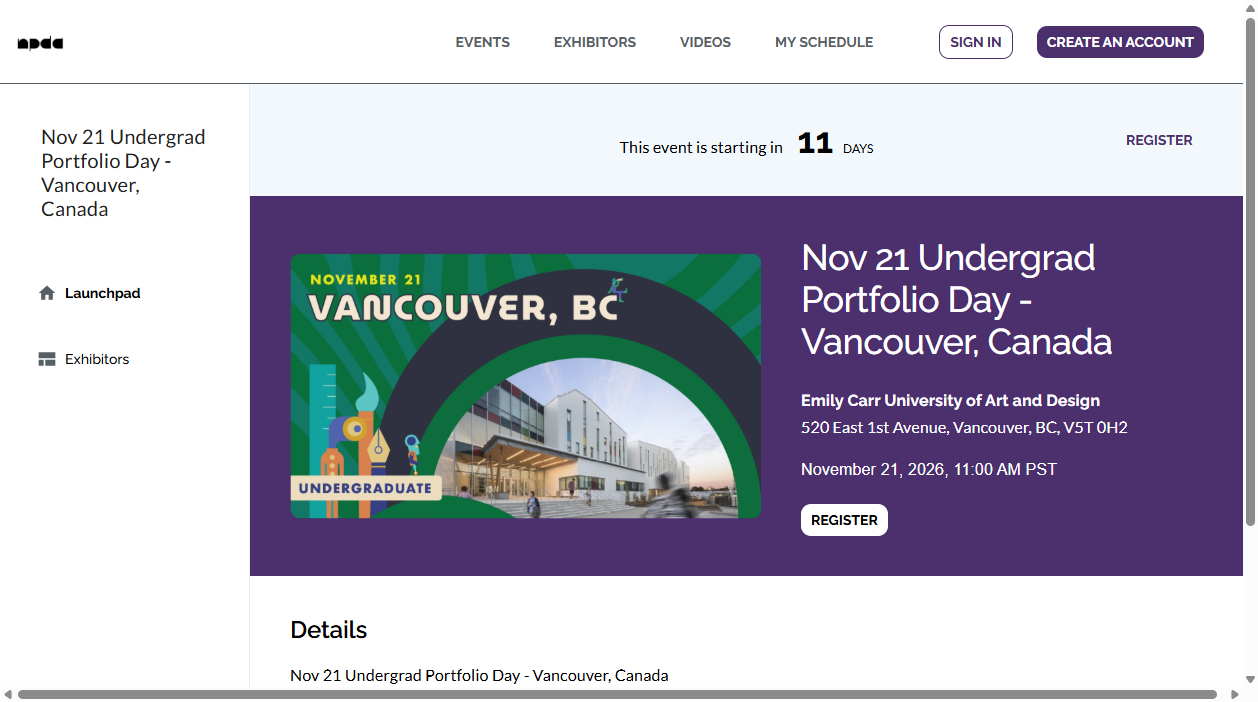 npda
EVENTS
EXHIBITORS
VIDEOS
MY SCHEDULE
SIGN IN
CREATE AN ACCOUNT
Nov 21 Undergrad
Portfolio Day -
Vancouver,
Canada
Launchpad
Exhibitors
This event is starting in 11 DAYS
REGISTER
NOVEMBER 21
VANCOUVER, BC
UNDERGRADUATE
Nov 21 Undergrad
Portfolio Day -
Vancouver, Canada
Emily Carr University of Art and Design
520 East 1st Avenue, Vancouver, BC, V5T 0H2
November 21, 2026, 11:00 AM PST
REGISTER
Details
Nov 21 Undergrad Portfolio Day - Vancouver, Canada